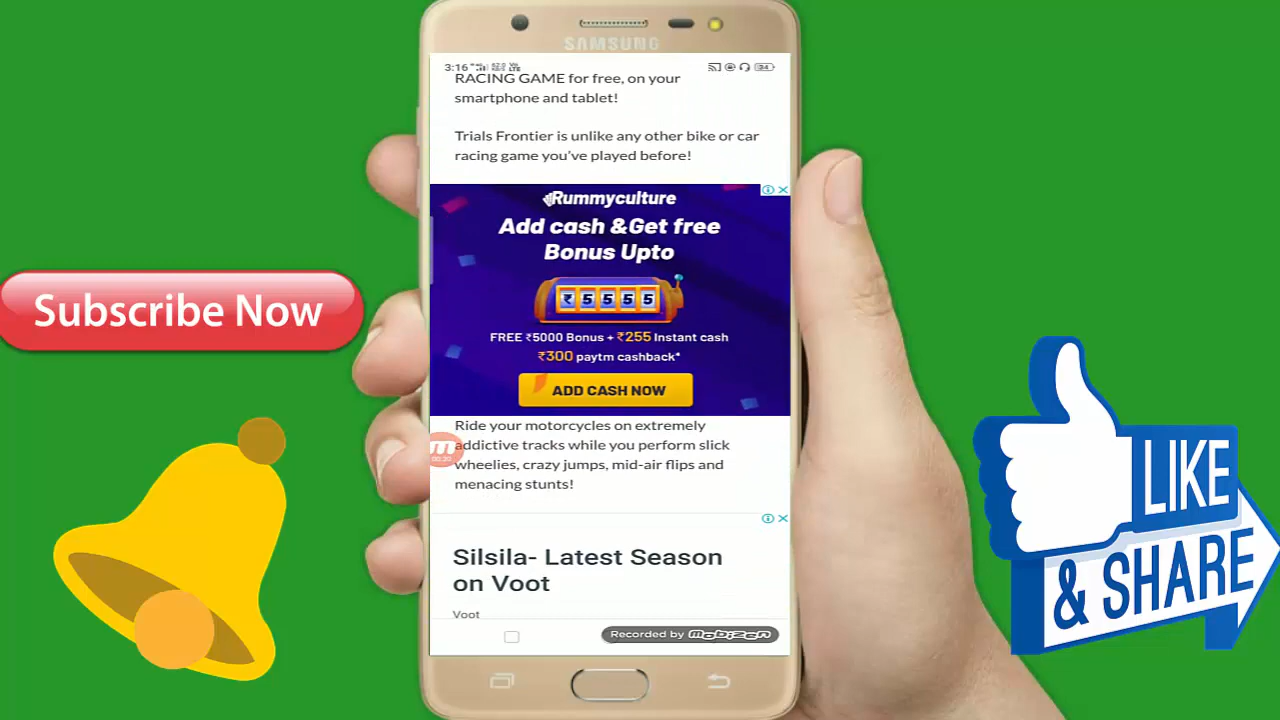 SAMSUNG
3:16
RACING GAME for free, on your
smartphone and tablet!
Trials Frontier is unlike any other bike or car
racing game you've played before!
Rummyculture
Add cash &Get free
Bonus Upto
₹ 5 5 5 5
FREE ₹5000 Bonus + ₹255 Instant cash
₹300 paytm cashback*
ADD CASH NOW
Ride your motorcycles on extremely
addictive tracks while you perform slick
wheelies, crazy jumps, mid-air flips and
menacing stunts!
Silsila- Latest Season
on Voot
Voot
Recorded by mobizen
Subscribe Now
LIKE
& SHARE